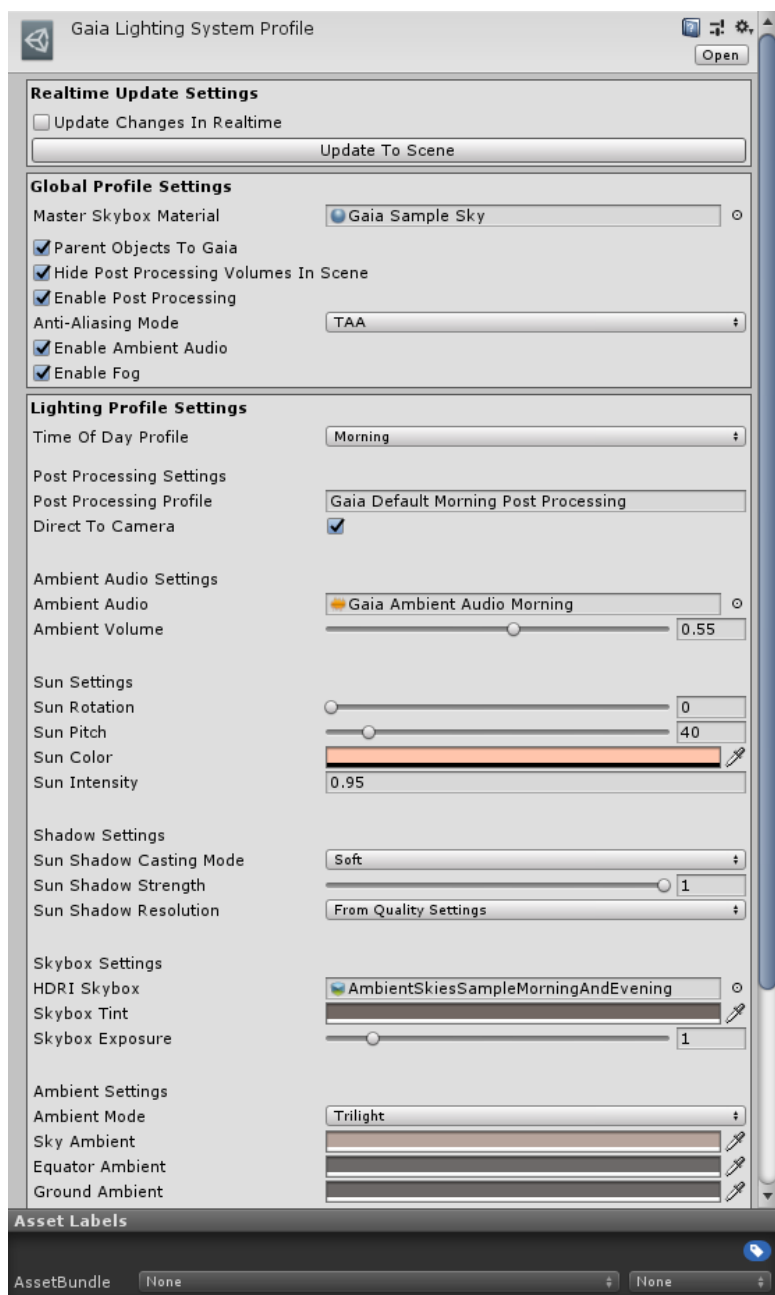 Gaia Lighting System Profile
Open
Realtime Update Settings
Update Changes In Realtime
Update To Scene
Global Profile Settings
Master Skybox Material Gaia Sample Sky
Parent Objects To Gaia
Hide Post Processing Volumes In Scene
Enable Post Processing
Anti-Aliasing Mode TAA
Enable Ambient Audio
Enable Fog
Lighting Profile Settings
Time Of Day Profile Morning
Post Processing Settings
Post Processing Profile Gaia Default Morning Post Processing
Direct To Camera
Ambient Audio Settings
Ambient Audio Gaia Ambient Audio Morning
Ambient Volume 0.55
Sun Settings
Sun Rotation 0
Sun Pitch 40
Sun Color
Sun Intensity 0.95
Shadow Settings
Sun Shadow Casting Mode Soft
Sun Shadow Strength 1
Sun Shadow Resolution From Quality Settings
Skybox Settings
HDRI Skybox AmbientSkiesSampleMorningAndEvening
Skybox Tint
Skybox Exposure 1
Ambient Settings
Ambient Mode Trilight
Sky Ambient
Equator Ambient
Ground Ambient
Asset Labels
AssetBundle None None